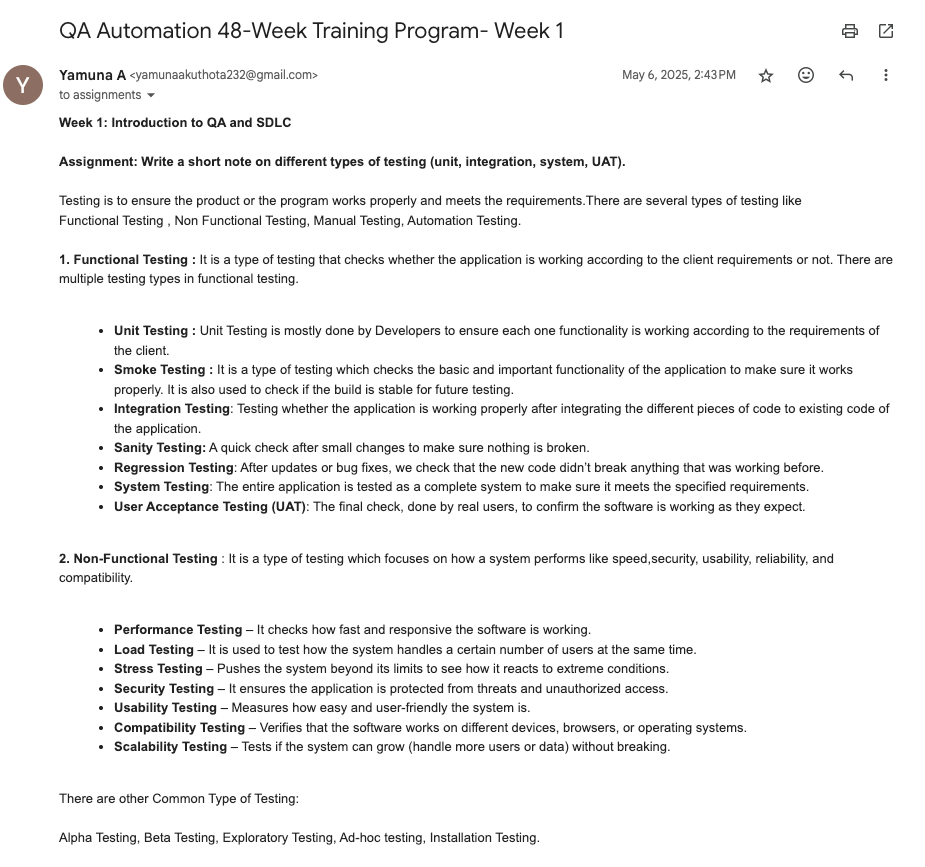 QA Automation 48-Week Training Program- Week 1
Y
Yamuna A <yamunaakuthota232@gmail.com>
May 6, 2025, 2:43 PM
to assignments
Week 1: Introduction to QA and SDLC
Assignment: Write a short note on different types of testing (unit, integration, system, UAT).
Testing is to ensure the product or the program works properly and meets the requirements.There are several types of testing like
Functional Testing , Non Functional Testing, Manual Testing, Automation Testing.
1. Functional Testing : It is a type of testing that checks whether the application is working according to the client requirements or not. There are
multiple testing types in functional testing.
• Unit Testing : Unit Testing is mostly done by Developers to ensure each one functionality is working according to the requirements of
the client.
• Smoke Testing : It is a type of testing which checks the basic and important functionality of the application to make sure it works
properly. It is also used to check if the build is stable for future testing.
• Integration Testing: Testing whether the application is working properly after integrating the different pieces of code to existing code of
the application.
• Sanity Testing: A quick check after small changes to make sure nothing is broken.
• Regression Testing: After updates or bug fixes, we check that the new code didn’t break anything that was working before.
• System Testing: The entire application is tested as a complete system to make sure it meets the specified requirements.
• User Acceptance Testing (UAT): The final check, done by real users, to confirm the software is working as they expect.
2. Non-Functional Testing : It is a type of testing which focuses on how a system performs like speed,security, usability, reliability, and
compatibility.
• Performance Testing – It checks how fast and responsive the software is working.
• Load Testing – It is used to test how the system handles a certain number of users at the same time.
• Stress Testing – Pushes the system beyond its limits to see how it reacts to extreme conditions.
• Security Testing – It ensures the application is protected from threats and unauthorized access.
• Usability Testing – Measures how easy and user-friendly the system is.
• Compatibility Testing – Verifies that the software works on different devices, browsers, or operating systems.
• Scalability Testing – Tests if the system can grow (handle more users or data) without breaking.
There are other Common Type of Testing:
Alpha Testing, Beta Testing, Exploratory Testing, Ad-hoc testing, Installation Testing.